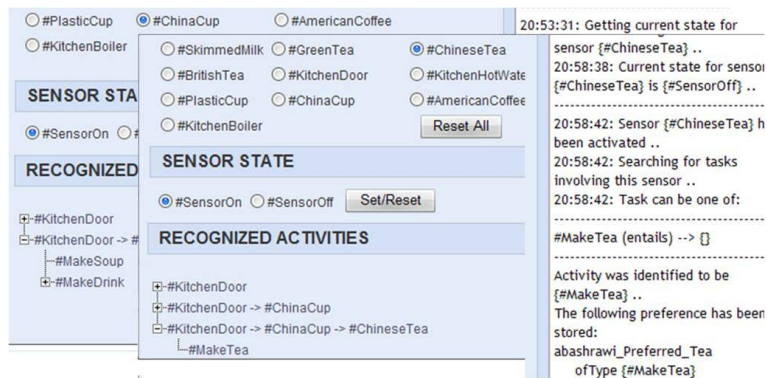 #PlasticCup #ChinaCup #AmericanCoffee
#KitchenBoiler
SENSOR STA
#SensorOn
RECOGNIZED
#KitchenDoor
#KitchenDoor -> #
#MakeSoup
#MakeDrink
#SkimmedMilk #GreenTea #ChineseTea
#BritishTea #KitchenDoor #KitchenHotWate
#PlasticCup #ChinaCup #AmericanCoffee
#KitchenBoiler Reset All
SENSOR STATE
#SensorOn #SensorOff Set/Reset
RECOGNIZED ACTIVITIES
#KitchenDoor
#KitchenDoor -> #ChinaCup
#KitchenDoor -> #ChinaCup -> #ChineseTea
#MakeTea
20:53:31: Getting current state for
sensor {#ChineseTea} ..
20:58:38: Current state for sensor
{#ChineseTea} is {#SensorOff} ..
20:58:42: Sensor {#ChineseTea} h
been activated ..
20:58:42: Searching for tasks
involving this sensor ..
20:58:42: Task can be one of:
#MakeTea (entails) --> {}
Activity was identified to be
{#MakeTea} ..
The following preference has been
stored:
abashrawi_Preferred_Tea
ofType {#MakeTea}